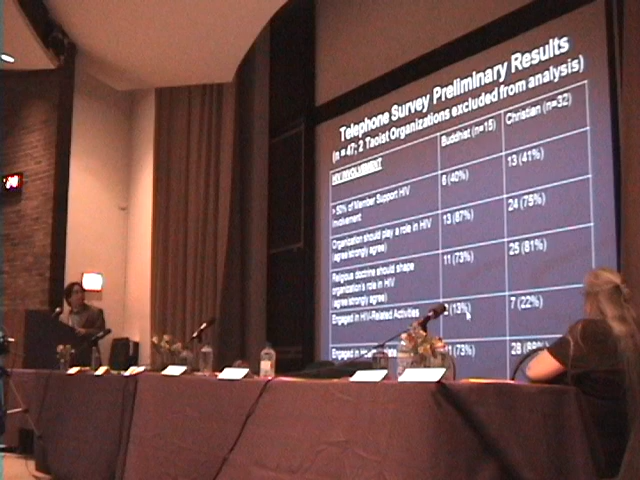 Telephone Survey Preliminary Results
(n = 47; 2 Taoist Organizations excluded from analysis)
Buddhist (n=15) Christian (n=32)
HIV INVOLVEMENT
> 50% of Member Support HIV
Involvement
6 (40%) 13 (41%)
Organization should play a role in HIV
(agree/strongly agree)
13 (87%) 24 (75%)
Religious doctrine should shape
organization's role in HIV
(agree/strongly agree)
11 (73%) 25 (81%)
Engaged in HIV-Related Activities
(13%) 7 (22%)
Engaged in
(73%) 28